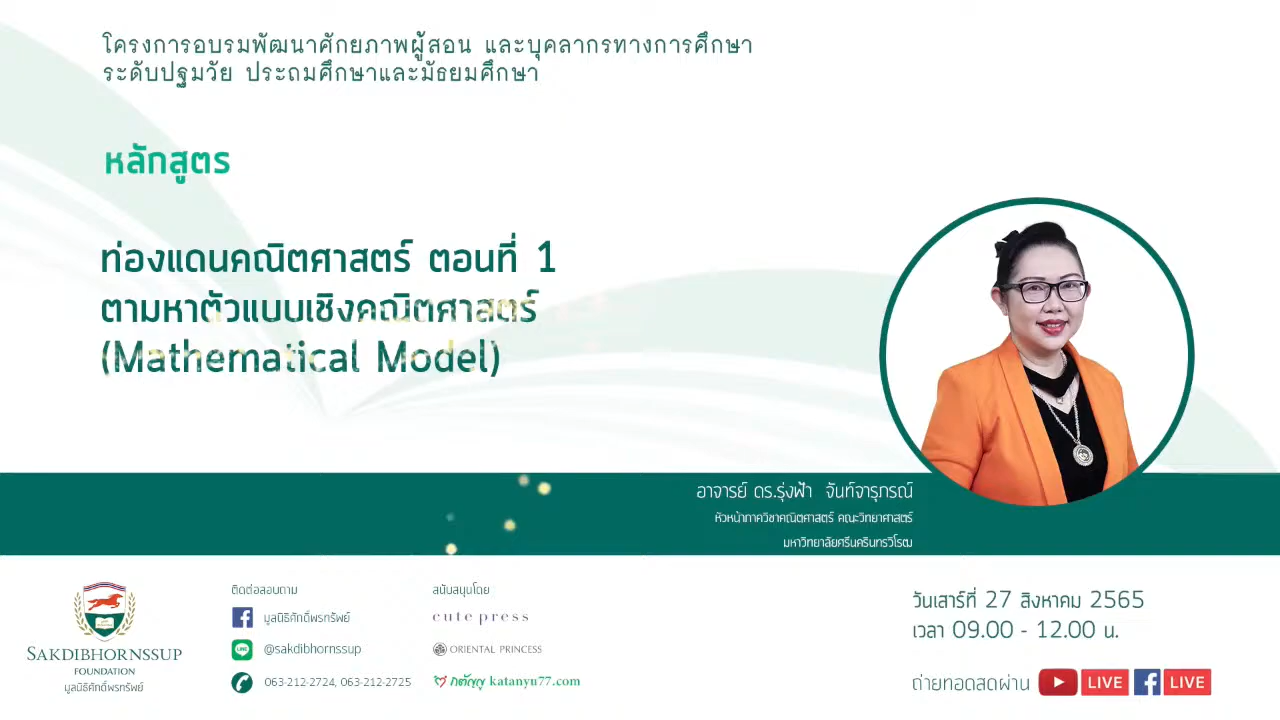 โครงการอบรมพัฒนาศักยภาพผู้สอน และบุคลากรทางการศึกษา
ระดับปฐมวัย ประถมศึกษาและมัธยมศึกษา
หลักสูตร
ท่องแดนคณิตศาสตร์ ตอนที่ 1
ตามหาตัวแบบเชิงคณิตศาสตร์
(Mathematical Model)
อาจารย์ ดร.รุ่งฟ้า จันท์จารุภรณ์
หัวหน้าภาควิชาคณิตศาสตร์ คณะวิทยาศาสตร์
มหาวิทยาลัยศรีนครินทรวิโรฒ
SAKDIBHORNSSUP
FOUNDATION
มูลนิธิศักดิ์พรทรัพย์
ติดต่อสอบถาม
มูลนิธิศักดิ์พรทรัพย์
LINE
@sakdibhornssup
063-212-2724, 063-212-2725
สนับสนุนโดย
cute press
ORIENTAL PRINCESS
กตัญญู katanyu77.com
วันเสาร์ที่ 27 สิงหาคม 2565
เวลา 09.00 - 12.00 น.
ถ่ายทอดสดผ่าน LIVE LIVE